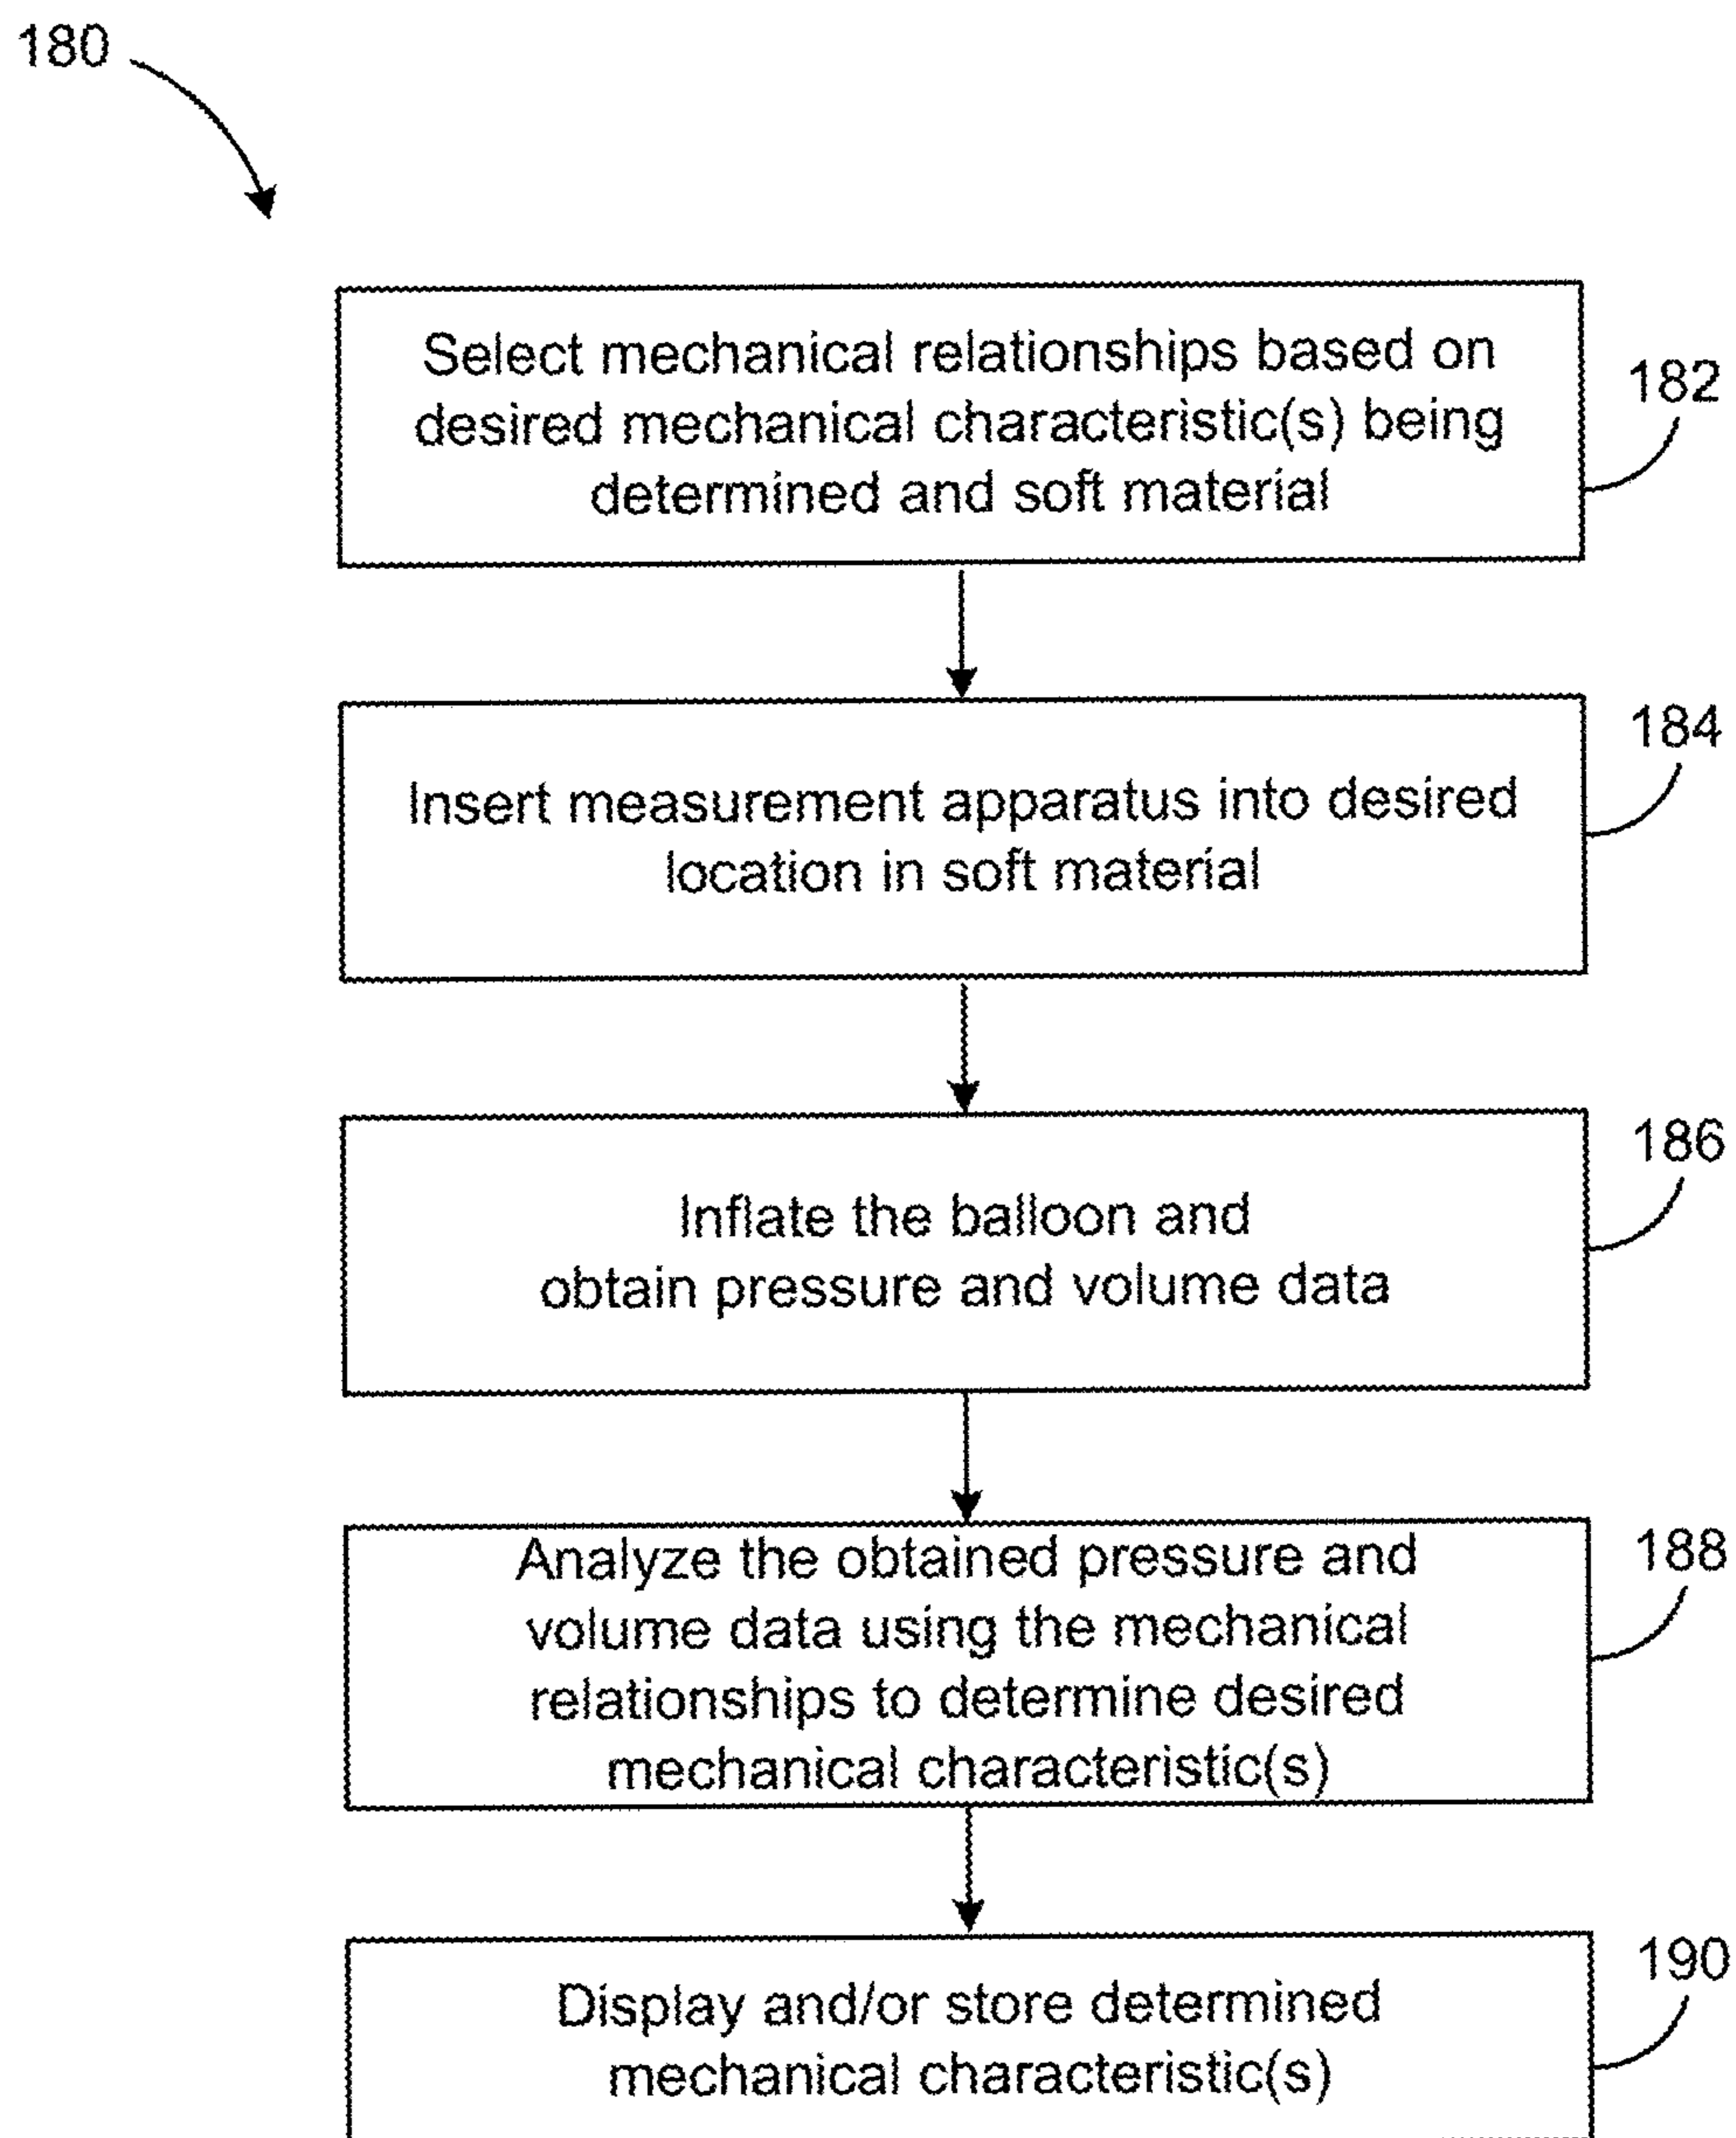 180
Select mechanical relationships based on
desired mechanical characteristic(s) being
determined and soft material
182
Insert measurement apparatus into desired
location in soft material
184
Inflate the balloon and
obtain pressure and volume data
186
Analyze the obtained pressure and
volume data using the mechanical
relationships to determine desired
mechanical characteristic(s)
188
Display and/or store determined
mechanical characteristic(s)
190